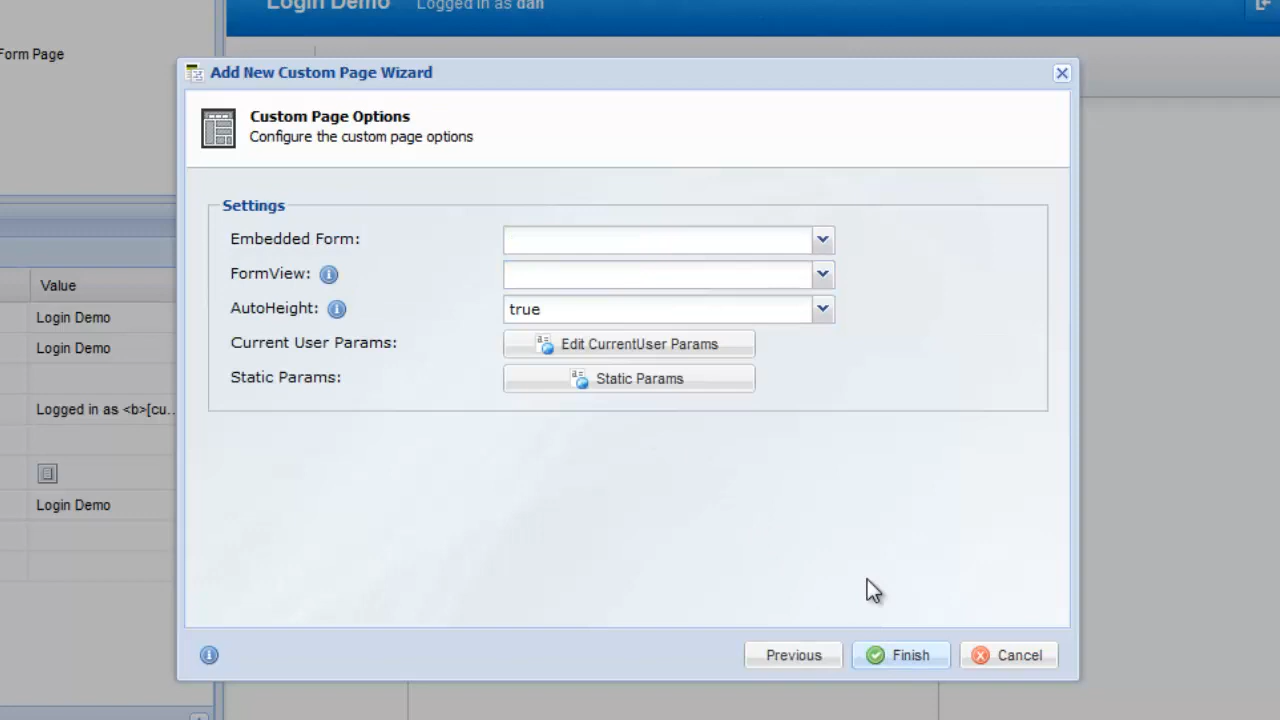 Login Demo Logged in as dan
Form Page
Add New Custom Page Wizard
Custom Page Options
Configure the custom page options
Settings
Embedded Form:
FormView:
AutoHeight: true
Current User Params: Edit CurrentUser Params
Static Params: Static Params
Value
Login Demo
Login Demo
Logged in as <b>[cu...
Login Demo
Previous Finish Cancel